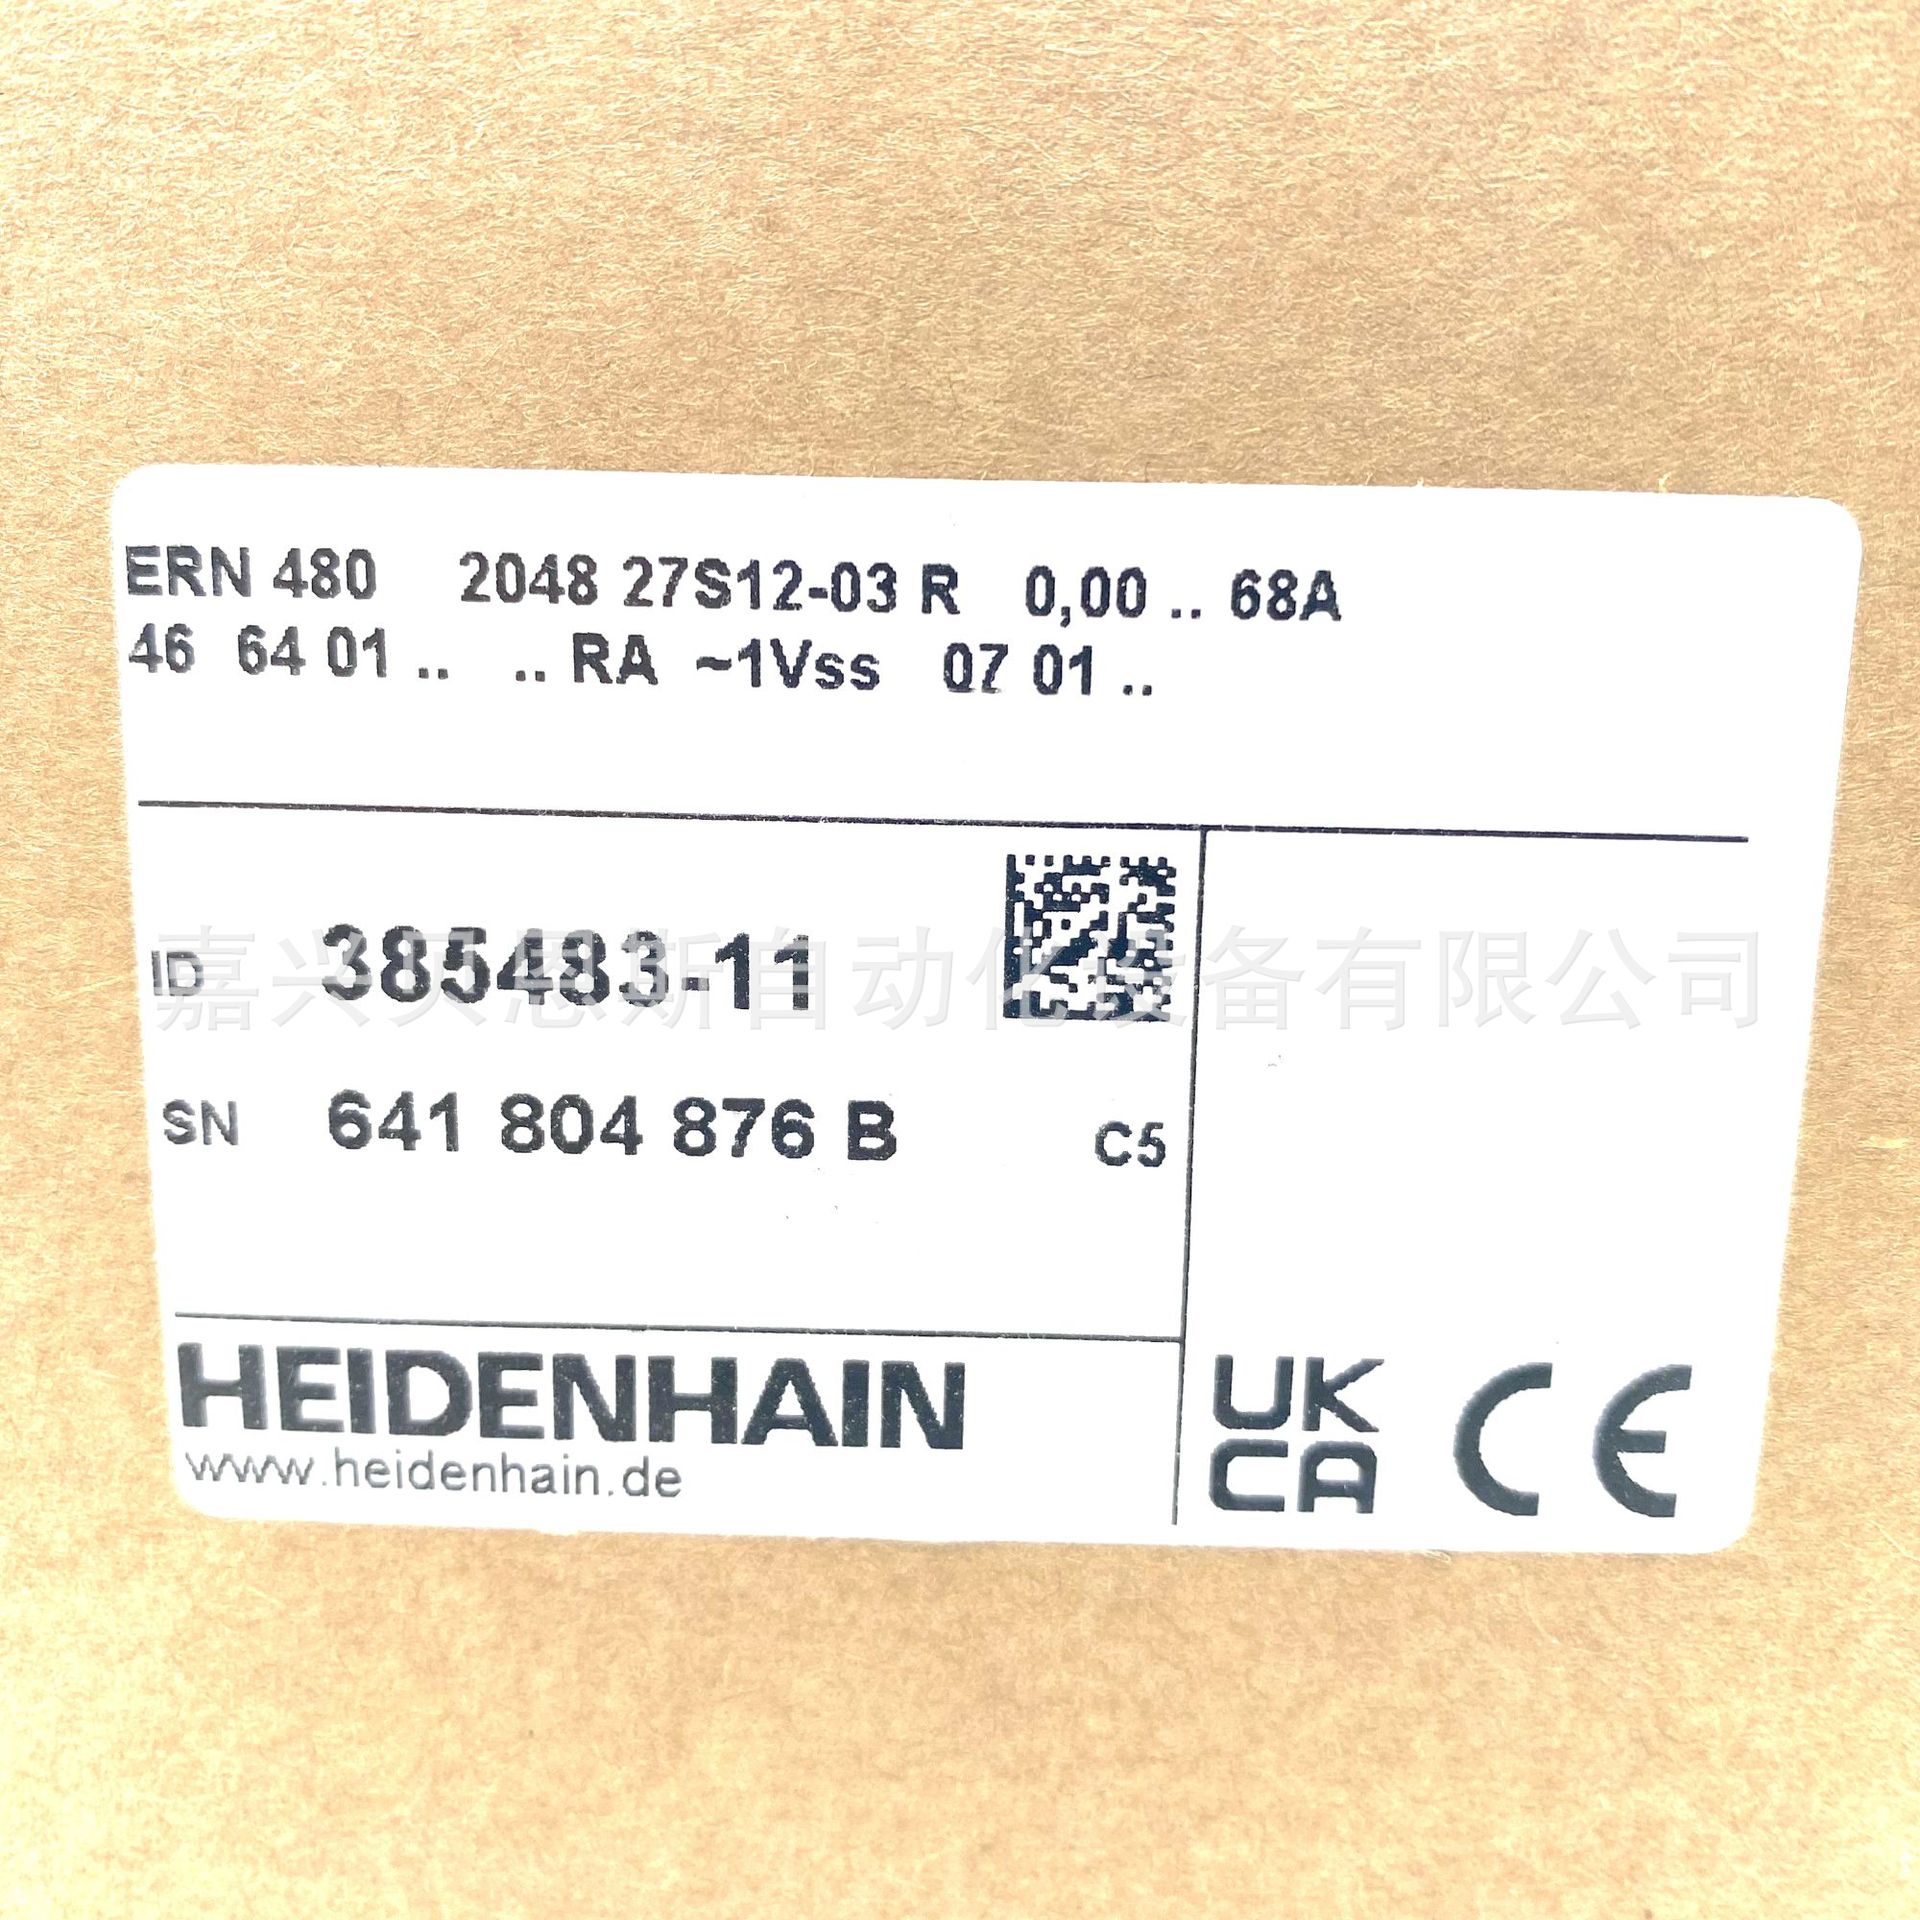 ERN 480 2048 27S12-03 R 0,00 .. 68A
46 64 01 .. .. RA ~1Vss 07 01 ..
ID 385483-11
嘉兴贝恩斯自动化设备有限公司
SN 641 804 876 B C5
HEIDENHAIN
www.heidenhain.de
UK
CA
CE